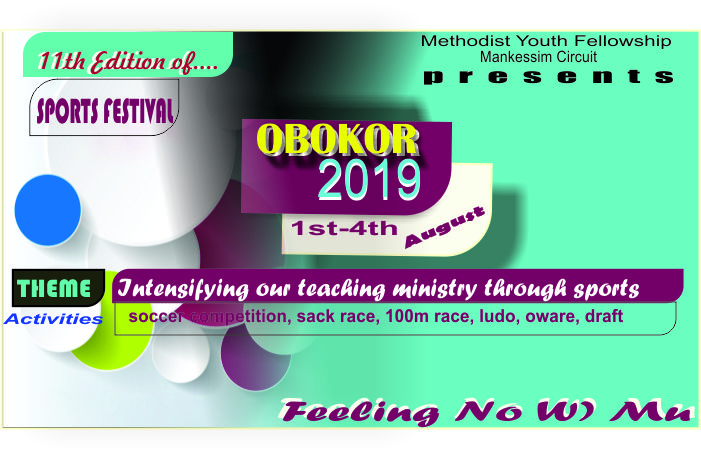 11th Edition of....
SPORTS FESTIVAL
Methodist Youth Fellowship
Mankessim Circuit
presents
OBOKOR
2019
1st-4th August
THEME Intensifying our teaching ministry through sports
Activities soccer competition, sack race, 100m race, ludo, oware, draft
Feeling No W) Mu